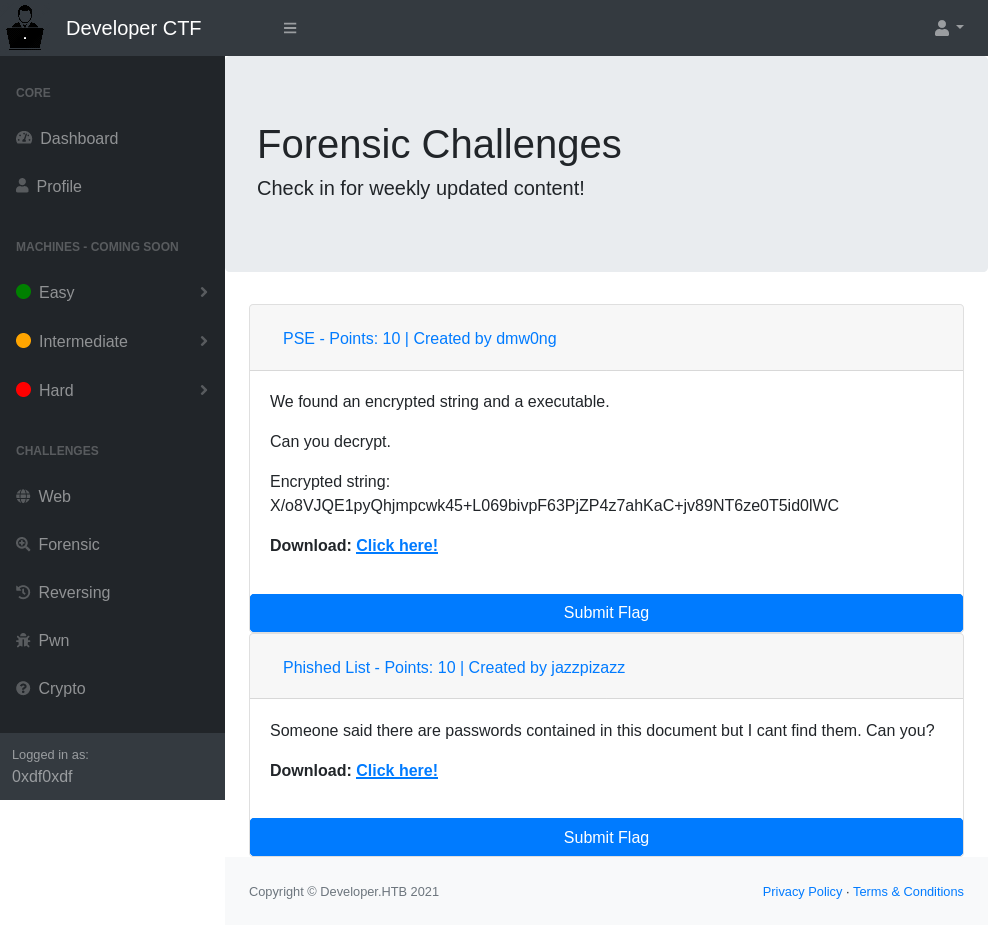 Developer CTF
CORE
Dashboard
Profile
MACHINES - COMING SOON
Easy
Intermediate
Hard
CHALLENGES
Web
Forensic
Reversing
Pwn
Crypto
Logged in as:
0xdf0xdf
Forensic Challenges
Check in for weekly updated content!
PSE - Points: 10 | Created by dmw0ng
We found an encrypted string and a executable.
Can you decrypt.
Encrypted string:
X/o8VJQE1pyQhjmpcwk45+L069bivpF63PjZP4z7ahKaC+jv89NT6ze0T5id0lWC
Download: Click here!
Submit Flag
Phished List - Points: 10 | Created by jazzpizazz
Someone said there are passwords contained in this document but I cant find them. Can you?
Download: Click here!
Submit Flag
Copyright © Developer.HTB 2021
Privacy Policy · Terms & Conditions